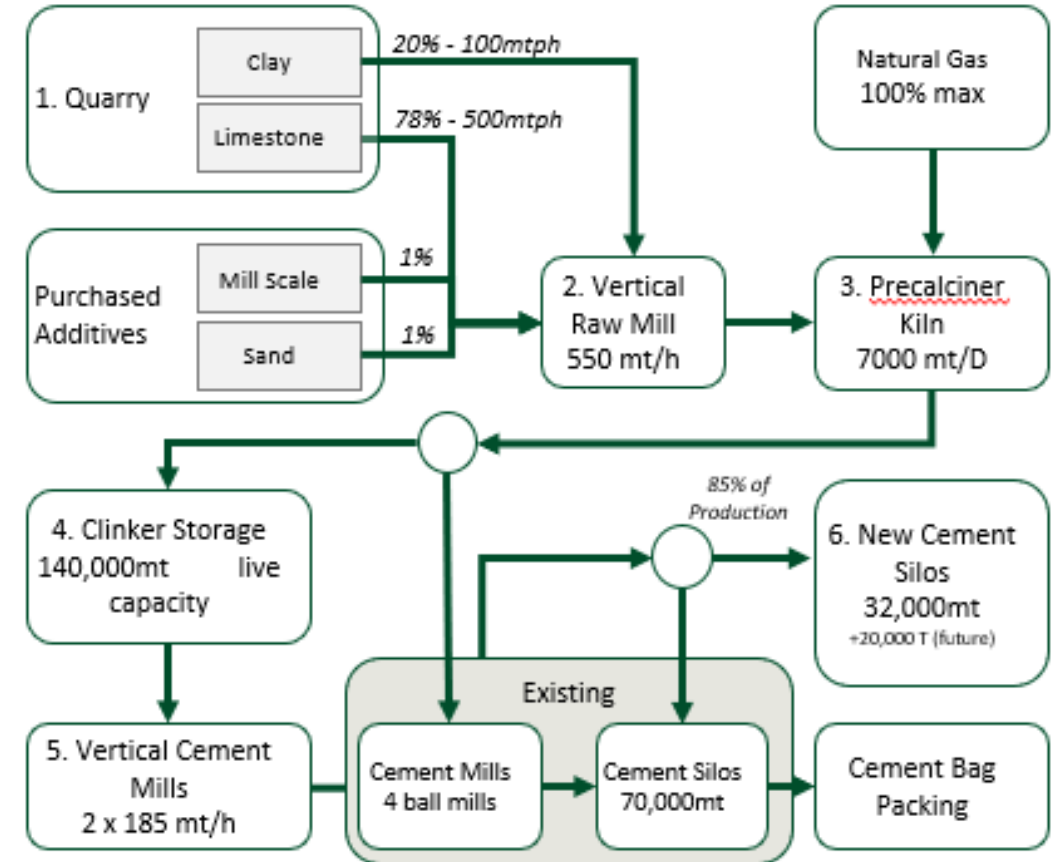 1. Quarry
Clay
Limestone
20% - 100mtph
78% - 500mtph
Natural Gas
100% max
Purchased
Additives
Mill Scale
Sand
1%
1%
2. Vertical
Raw Mill
550 mt/h
3. Precalciner
Kiln
7000 mt/D
4. Clinker Storage
140,000mt live
capacity
85% of
Production
6. New Cement
Silos
32,000mt
+20,000 T (future)
5. Vertical Cement
Mills
2 x 185 mt/h
Existing
Cement Mills
4 ball mills
Cement Silos
70,000mt
Cement Bag
Packing